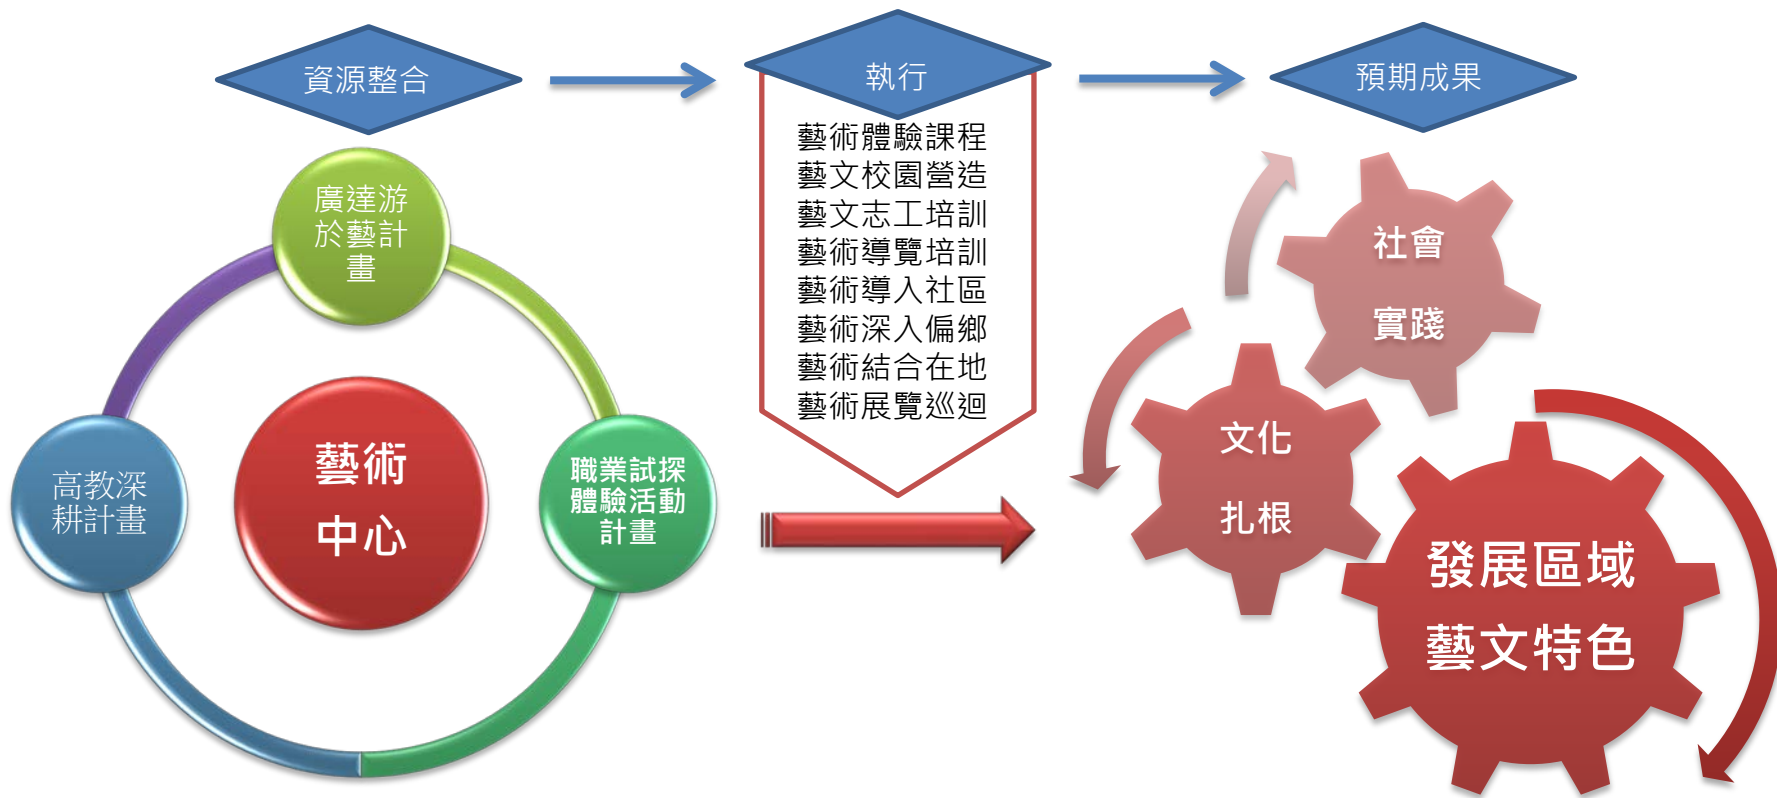 資源整合
執行
預期成果
廣達游
於藝計
畫
高教深
耕計畫
藝術
中心
職業試探
體驗活動
計畫
藝術體驗課程
藝文校園營造
藝文志工培訓
藝術導覽培訓
藝術導入社區
藝術深入偏鄉
藝術結合在地
藝術展覽巡迴
社會
實踐
文化
扎根
發展區域
藝文特色